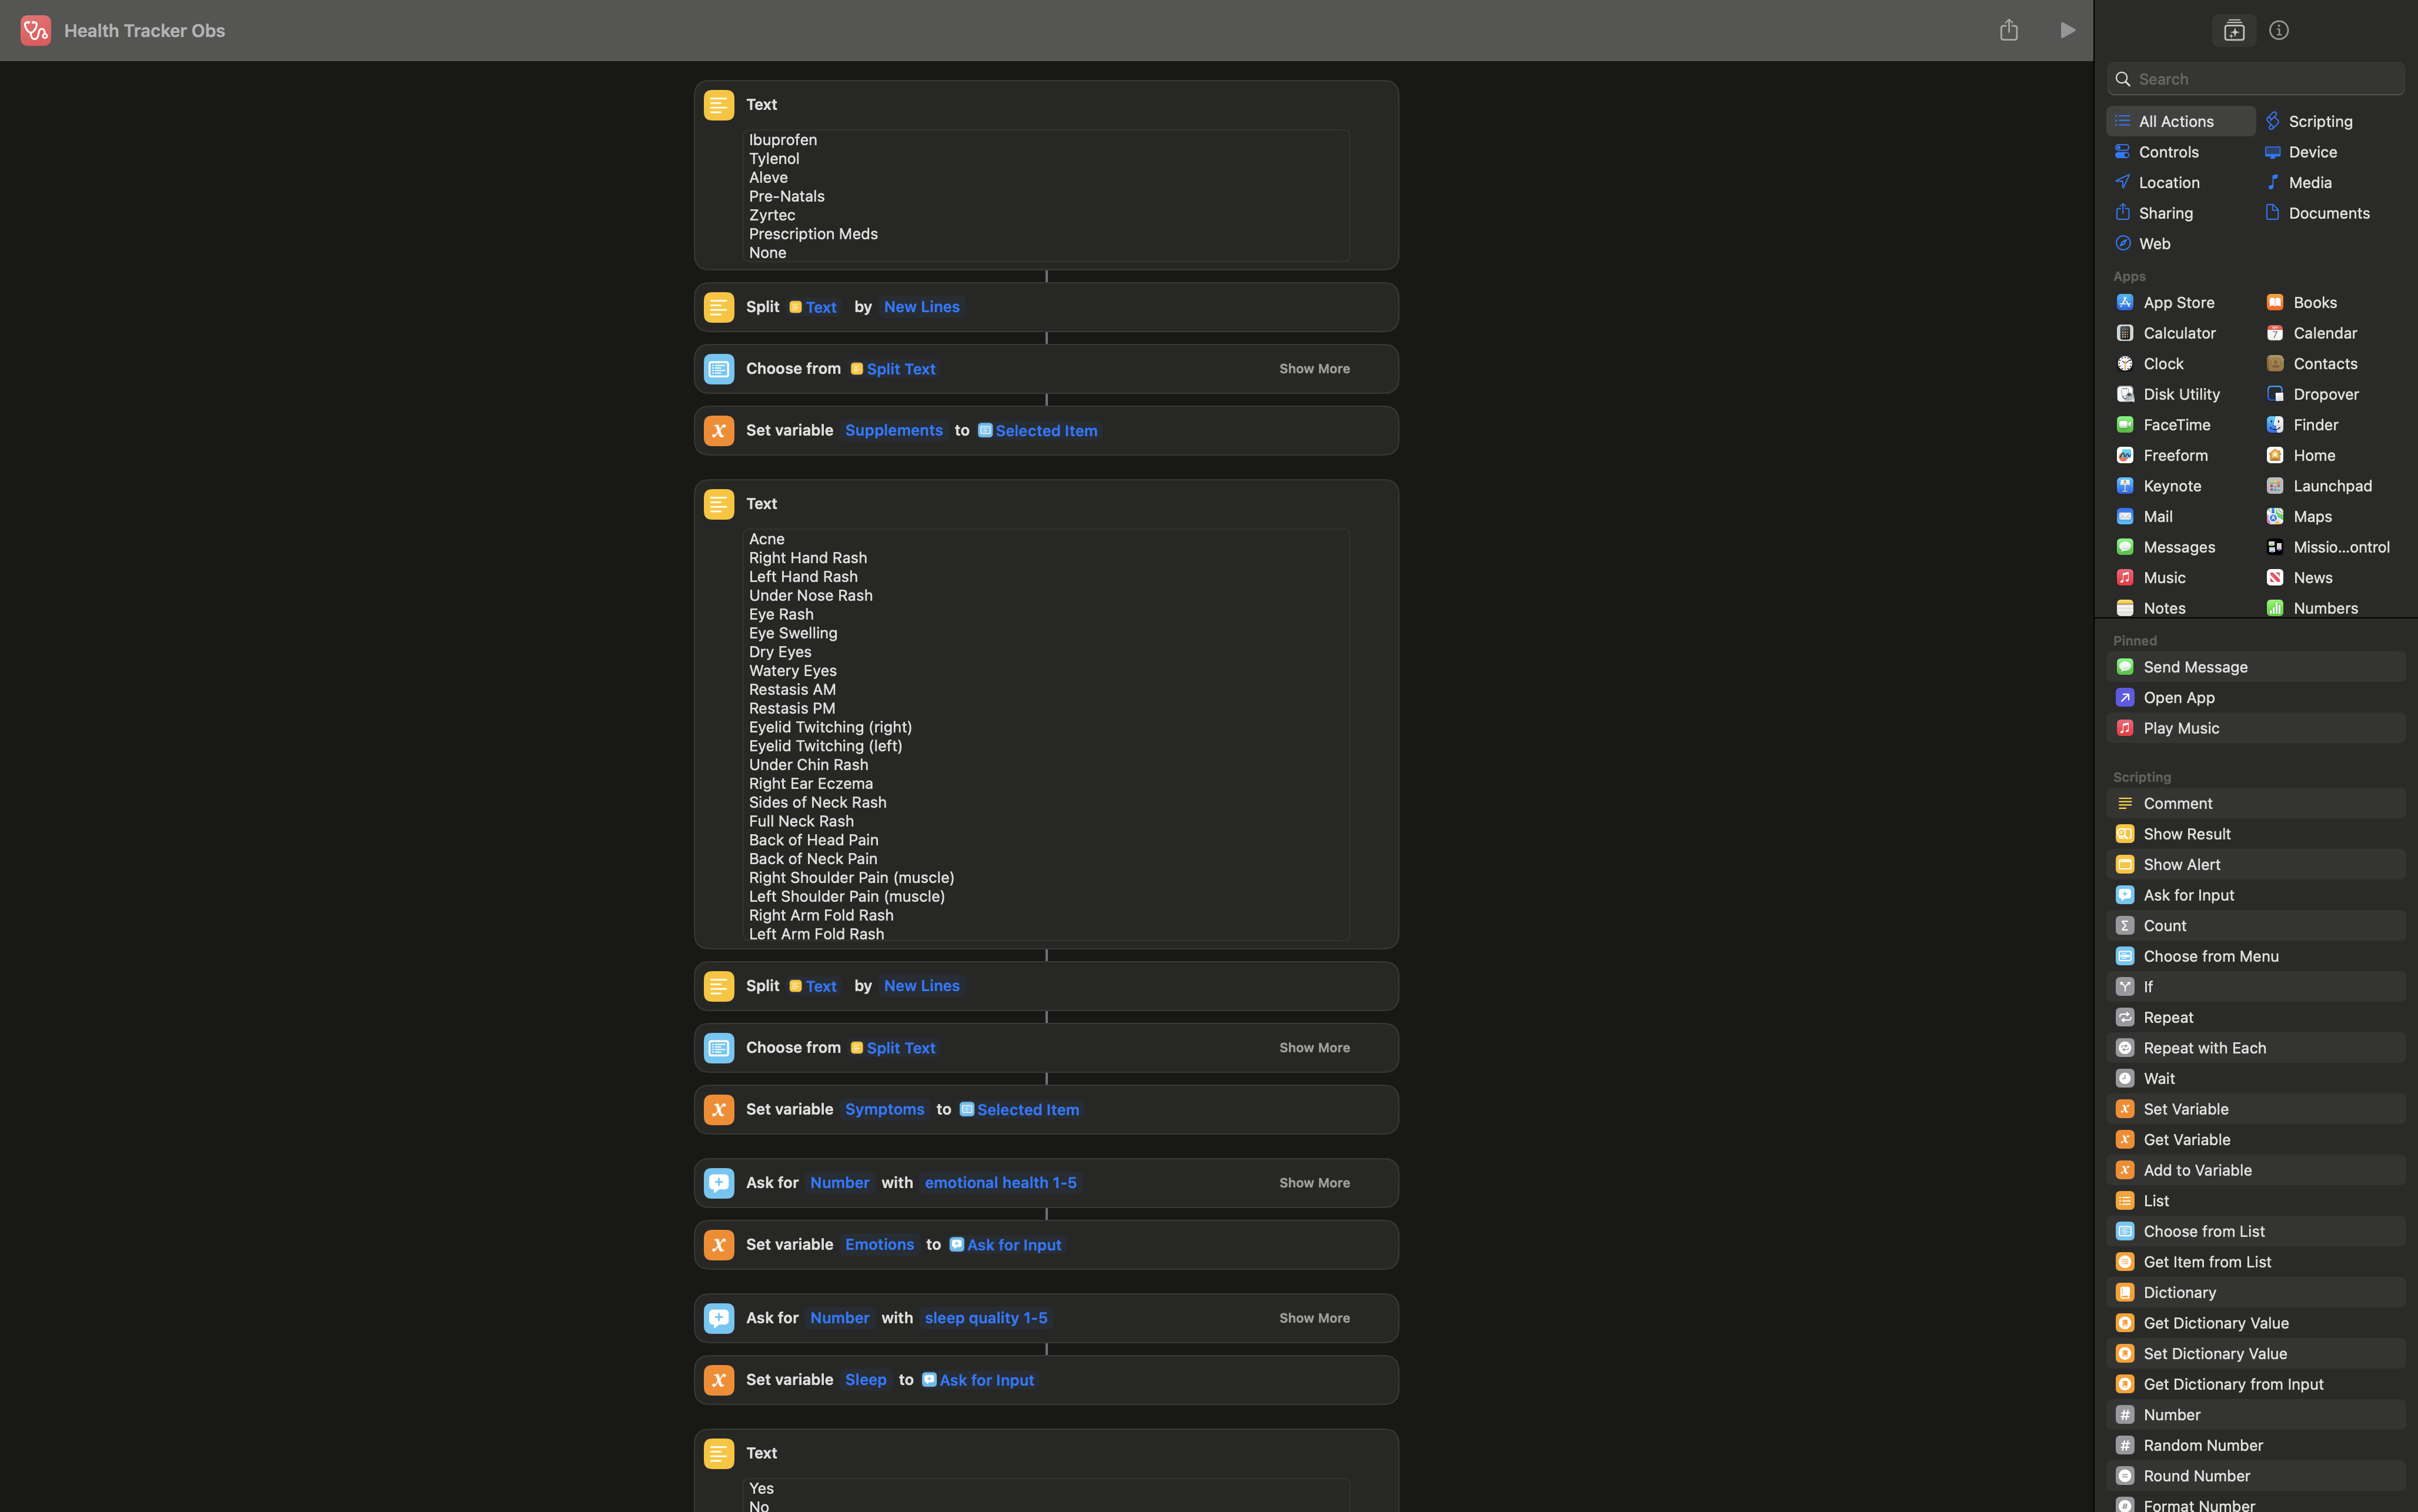 Health Tracker Obs
Text
Ibuprofen
Tylenol
Aleve
Pre-Natals
Zyrtec
Prescription Meds
None
Split Text by New Lines
Choose from Split Text Show More
Set variable Supplements to Selected Item
Text
Acne
Right Hand Rash
Left Hand Rash
Under Nose Rash
Eye Rash
Eye Swelling
Dry Eyes
Watery Eyes
Restasis AM
Restasis PM
Eyelid Twitching (right)
Eyelid Twitching (left)
Under Chin Rash
Right Ear Eczema
Sides of Neck Rash
Full Neck Rash
Back of Head Pain
Back of Neck Pain
Right Shoulder Pain (muscle)
Left Shoulder Pain (muscle)
Right Arm Fold Rash
Left Arm Fold Rash
Split Text by New Lines
Choose from Split Text Show More
Set variable Symptoms to Selected Item
Ask for Number with emotional health 1-5 Show More
Set variable Emotions to Ask for Input
Ask for Number with sleep quality 1-5 Show More
Set variable Sleep to Ask for Input
Text
Yes
No
Search
All Actions Scripting
Controls Device
Location Media
Sharing Documents
Web
Apps
App Store Books
Calculator Calendar
Clock Contacts
Disk Utility Dropover
FaceTime Finder
Freeform Home
Keynote Launchpad
Mail Maps
Messages Missio...ontrol
Music News
Notes Numbers
Pinned
Send Message
Open App
Play Music
Scripting
Comment
Show Result
Show Alert
Ask for Input
Count
Choose from Menu
If
Repeat
Repeat with Each
Wait
Set Variable
Get Variable
Add to Variable
List
Choose from List
Get Item from List
Dictionary
Get Dictionary Value
Set Dictionary Value
Get Dictionary from Input
Number
Random Number
Round Number
Format Number